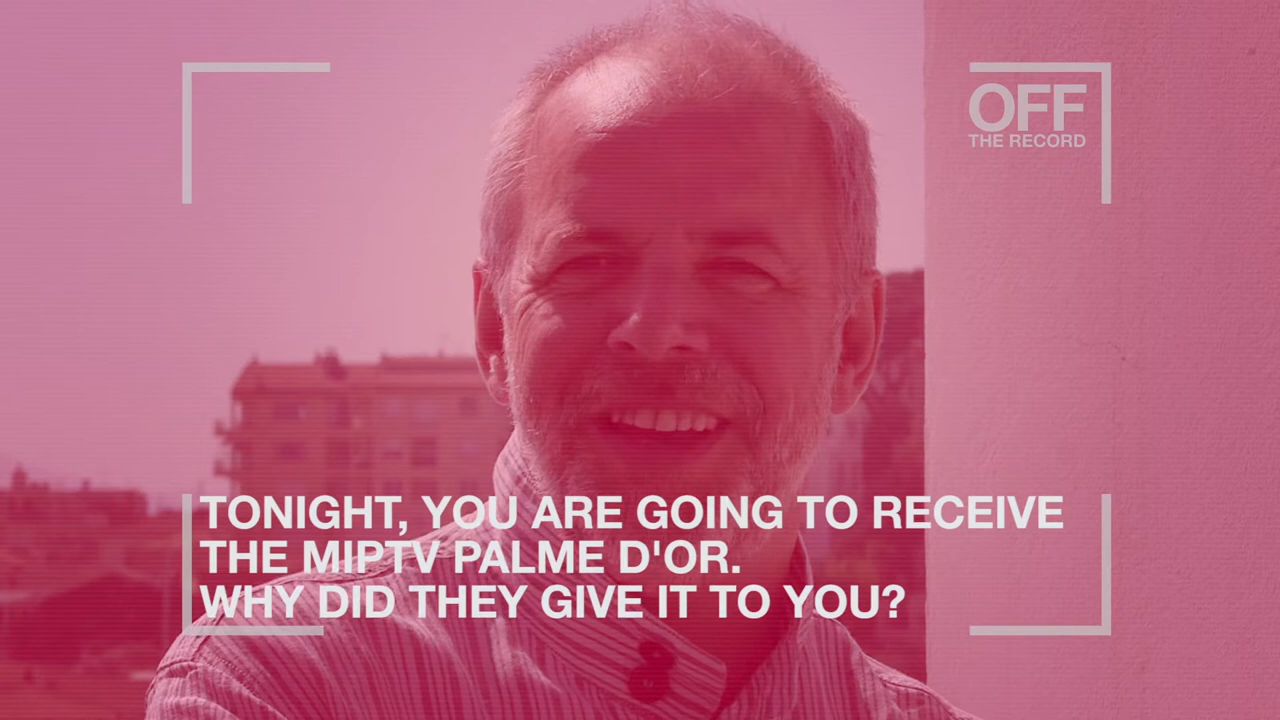 OFF
THE RECORD
TONIGHT, YOU ARE GOING TO RECEIVE
THE MIPTV PALME D'OR.
WHY DID THEY GIVE IT TO YOU?